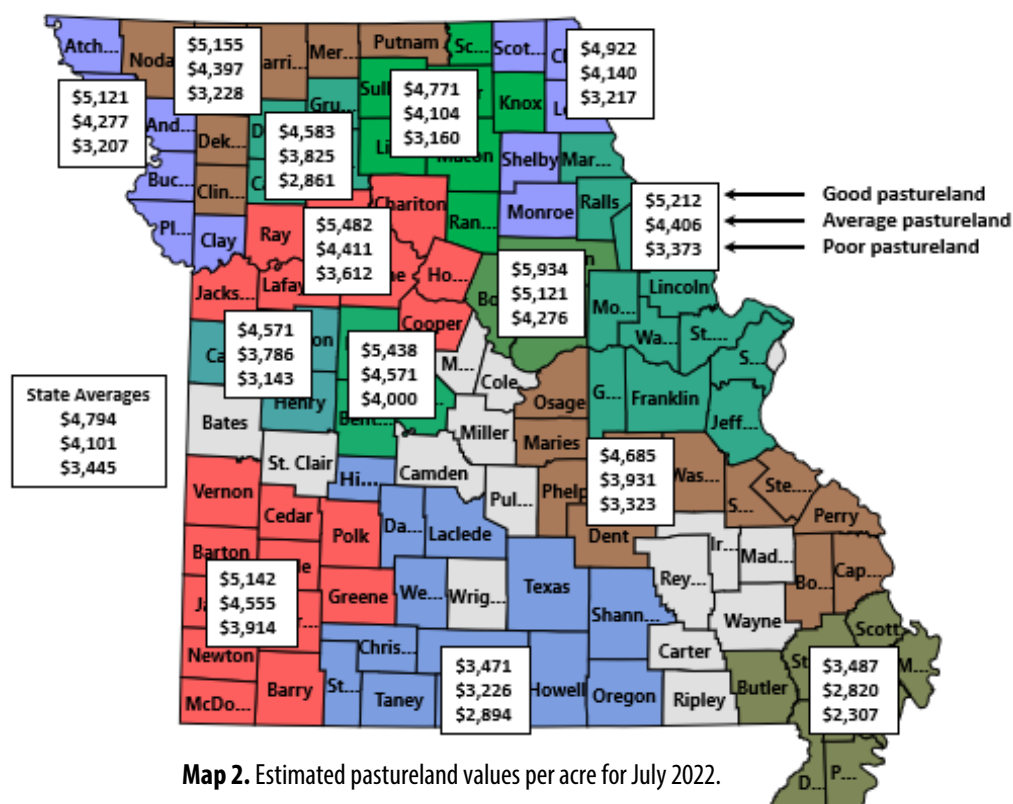 Atch...
Noda
$5,155
$4,397
$3,228
arri...
Mer...
Putnam
Sc...
Scot...
Cl
$4,922
$4,140
$3,217
$5,121
$4,277
$3,207
Gru...
Sull
$4,771
$4,104
$3,160
r
Knox
L
And...
Dek...
D
$4,583
$3,825
$2,861
Li
Macon
Shelby
Mar...
Buc...
Clin...
C
Chariton
Ran...
Monroe
Ralls
$5,212
$4,406
$3,373
Good pastureland
Average pastureland
Poor pastureland
Pl...
Clay
Ray
$5,482
$4,411
$3,612
ne
Ho...
Bo
$5,934
$5,121
$4,276
n
Jacks...
Lafay
Cooper
Mo...
Lincoln
Wa...
St....
S...
Ca
$4,571
$3,786
$3,143
on
$5,438
$4,571
$4,000
M...
Cole
State Averages
$4,794
$4,101
$3,445
Bates
Henry
Bent...
Osage
G...
Franklin
Jeff...
Miller
Maries
St. Clair
Hi...
Camden
Pul...
Phelp
$4,685
$3,931
$3,323
Was...
S...
Ste....
Perry
Vernon
Cedar
Polk
Da...
Laclede
Dent
Ir...
Mad...
Barton
e
$5,142
$4,555
$3,914
Ja
r...
Greene
We...
Wrig...
Texas
Shann...
Rey...
Bo...
Cap...
Wayne
Scott
Newton
Chris...
Carter
St
$3,487
$2,820
$2,307
M...
McDo...
Barry
St...
Taney
$3,471
$3,226
$2,894
Howell
Oregon
Ripley
Butler
D...
P...
Map 2. Estimated pastureland values per acre for July 2022.